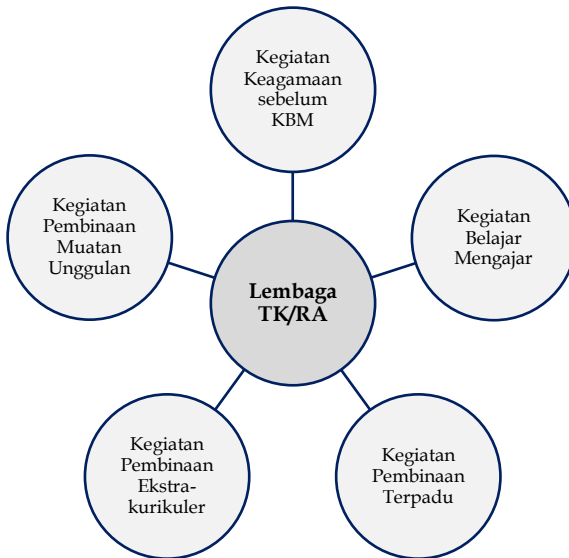 Kegiatan
Keagamaan
sebelum
KBM
Kegiatan
Pembinaan
Muatan
Unggulan
Kegiatan
Belajar
Mengajar
Lembaga
TK/RA
Kegiatan
Pembinaan
Ekstra-
kurikuler
Kegiatan
Pembinaan
Terpadu